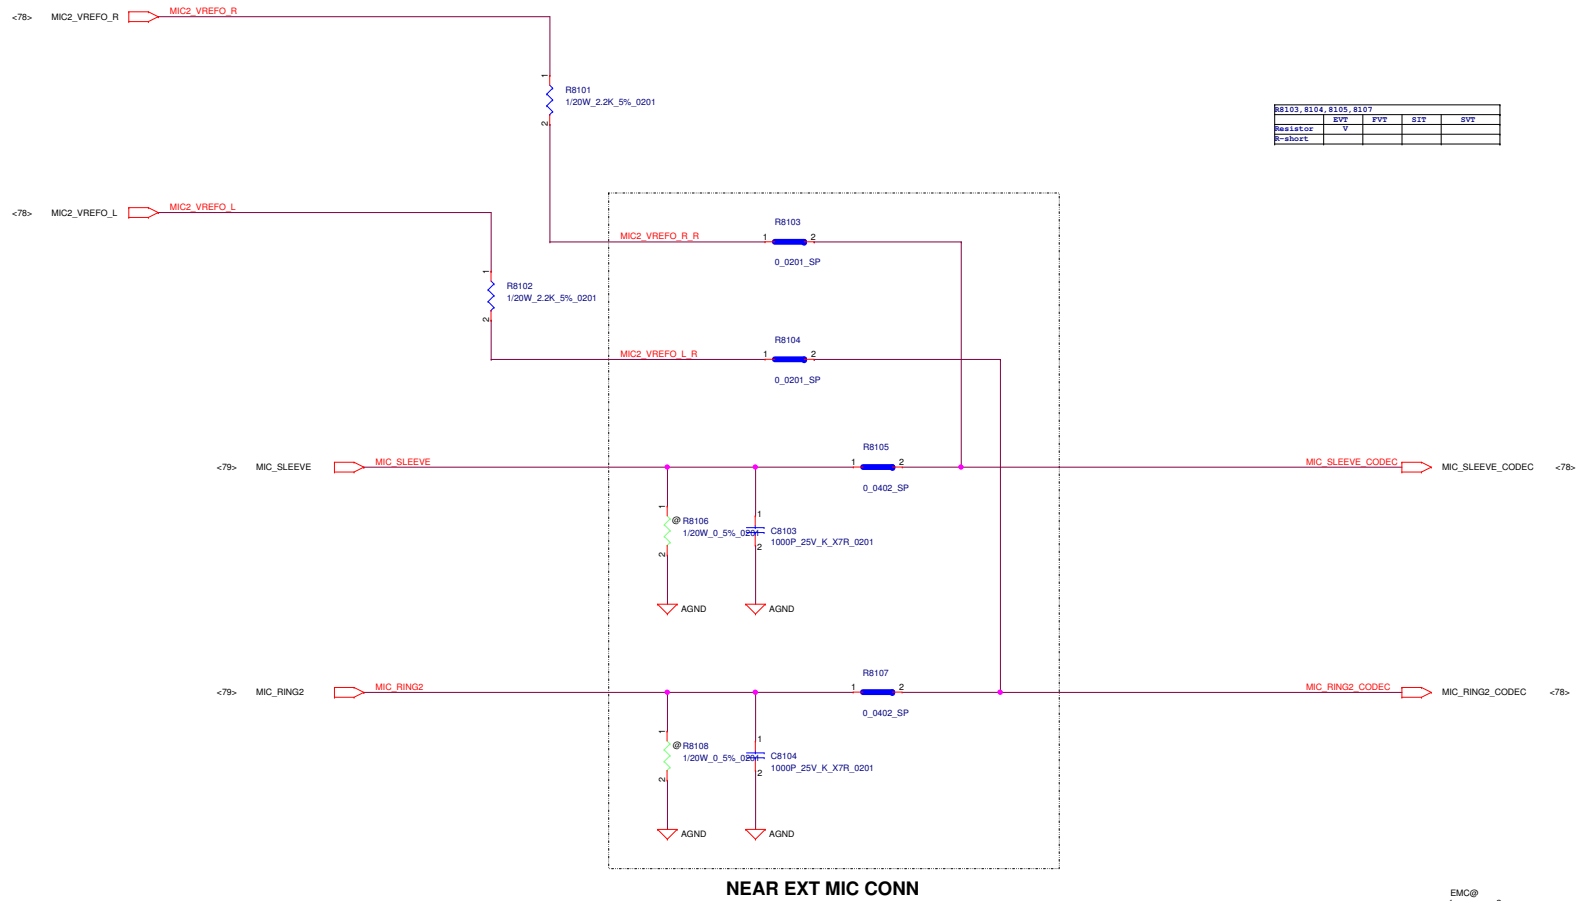 <78> MIC2_VREFO_R MIC2_VREFO_R
1
R8101
1/20W_2.2K_5%_0201
2
R8103,8104,8105,8107
EVT FVT SIT SVT
Resistor V
R-short
<78> MIC2_VREFO_L MIC2_VREFO_L
R8103
MIC2_VREFO_R_R 1 2
0_0201_SP
1
R8102
1/20W_2.2K_5%_0201
2
R8104
MIC2_VREFO_L_R 1 2
0_0201_SP
R8105
<79> MIC_SLEEVE MIC_SLEEVE 1 2 MIC_SLEEVE_CODEC MIC_SLEEVE_CODEC <78>
0_0402_SP
1 1
@ R8106
1/20W_0_5%_0201
C8103
1000P_25V_K_X7R_0201
2 2
AGND AGND
R8107
<79> MIC_RING2 MIC_RING2 1 2 MIC_RING2_CODEC MIC_RING2_CODEC <78>
0_0402_SP
1 1
@ R8108
1/20W_0_5%_0201
C8104
1000P_25V_K_X7R_0201
2 2
AGND AGND
NEAR EXT MIC CONN
EMC@